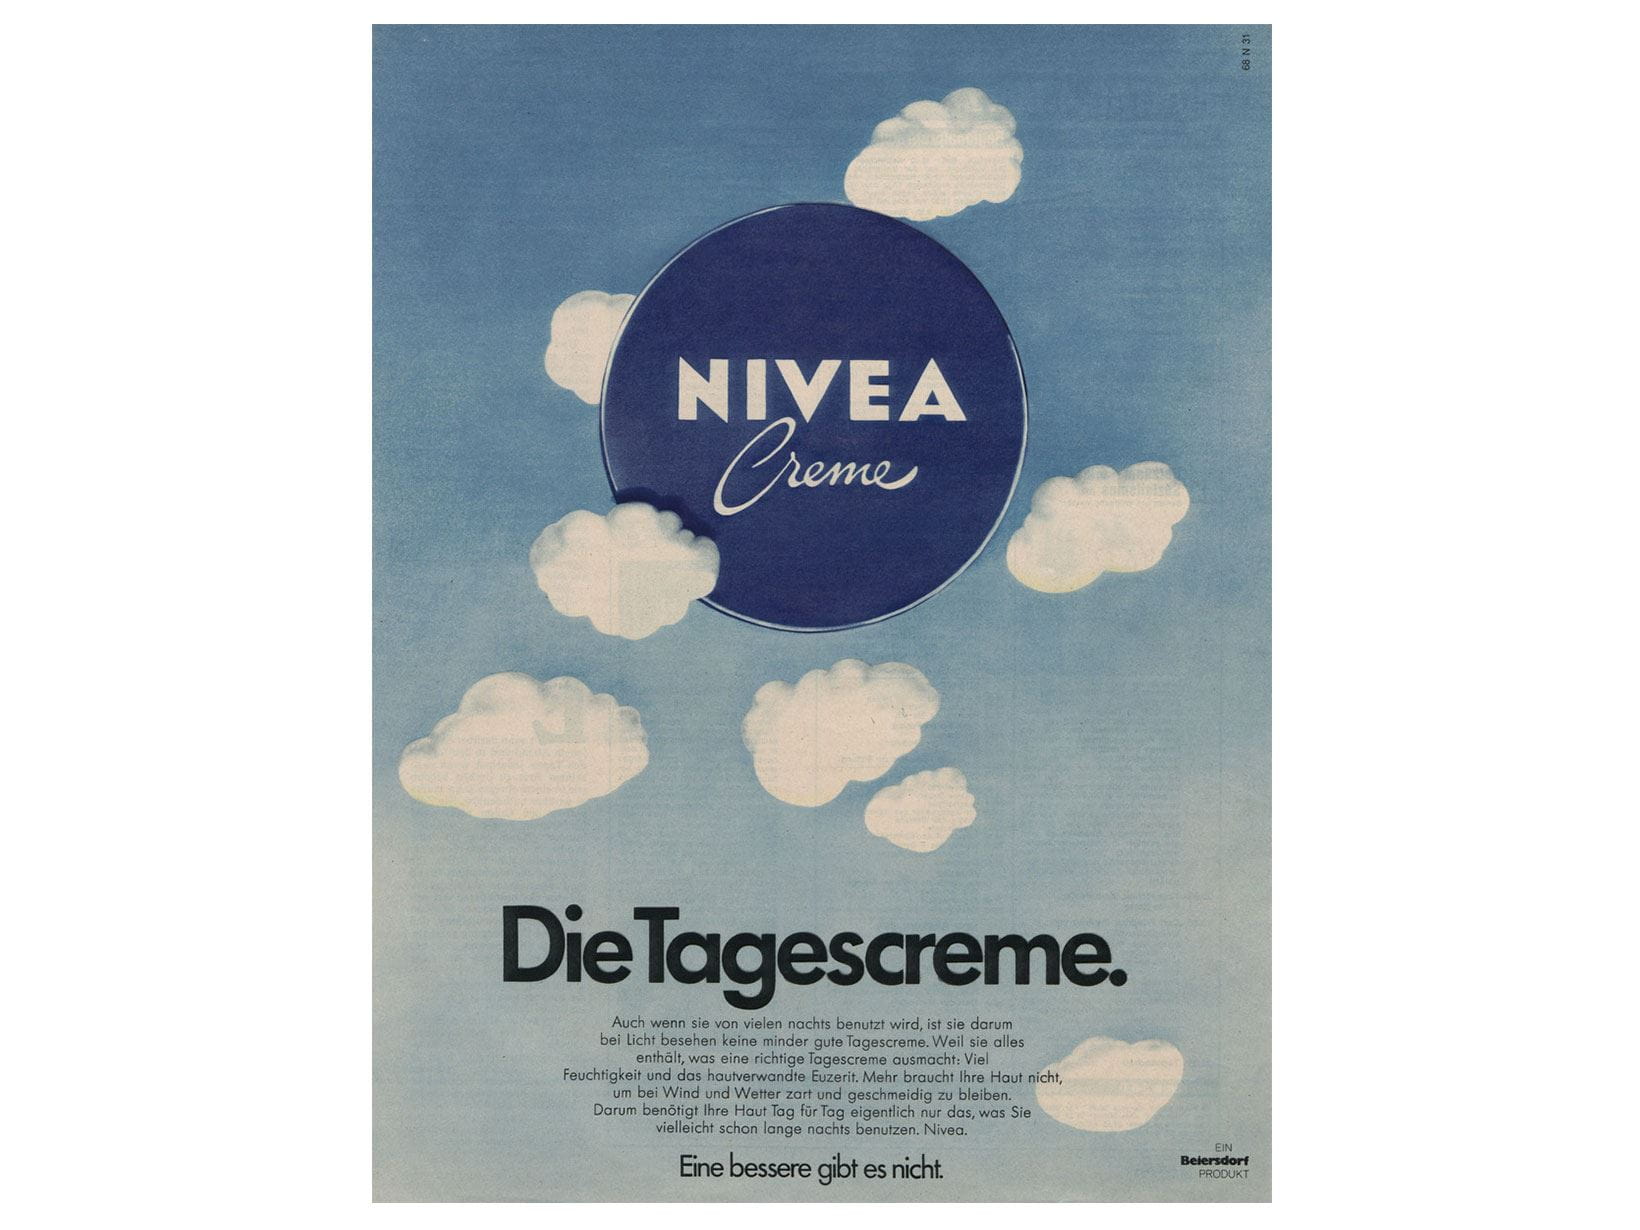 68 N 31
NIVEA
Creme
Die Tagescreme.
Auch wenn sie von vielen nachts benutzt wird, ist sie darum
bei Licht besehen keine minder gute Tagescreme. Weil sie alles
enthält, was eine richtige Tagescreme ausmacht: Viel
Feuchtigkeit und das hautverwandte Euzerit. Mehr braucht Ihre Haut nicht,
um bei Wind und Wetter zart und geschmeidig zu bleiben.
Darum benötigt Ihre Haut Tag für Tag eigentlich nur das, was Sie
vielleicht schon lange nachts benutzen. Nivea.
Eine bessere gibt es nicht.
EIN
Beiersdorf
PRODUKT